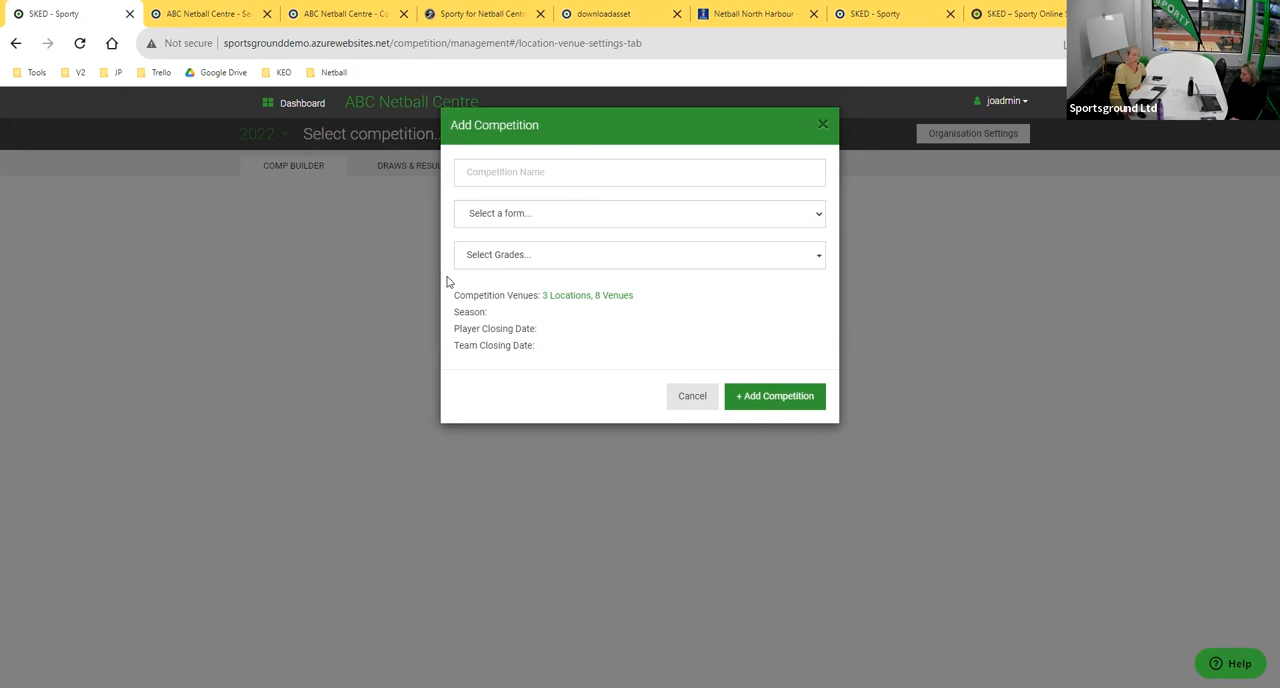 SKED - Sporty
ABC Netball Centre - Se
ABC Netball Centre - Co
Sporty for Netball Centr
downloadasset
Netball North Harbour
SKED - Sporty
SKED – Sporty Online S
Not secure
sportsgrounddemo.azurewebsites.net/competition/management#/location-venue-settings-tab
Tools
V2
JP
Trello
Google Drive
KEO
Netball
SPORTY
Sportsground Ltd
Dashboard
ABC Netball Centre
joadmin
2022
Select competition...
Organisation Settings
COMP BUILDER
DRAWS & RESUL
Add Competition
Competition Name
Select a form...
Select Grades...
Competition Venues: 3 Locations, 8 Venues
Season:
Player Closing Date:
Team Closing Date:
Cancel
+ Add Competition
Help